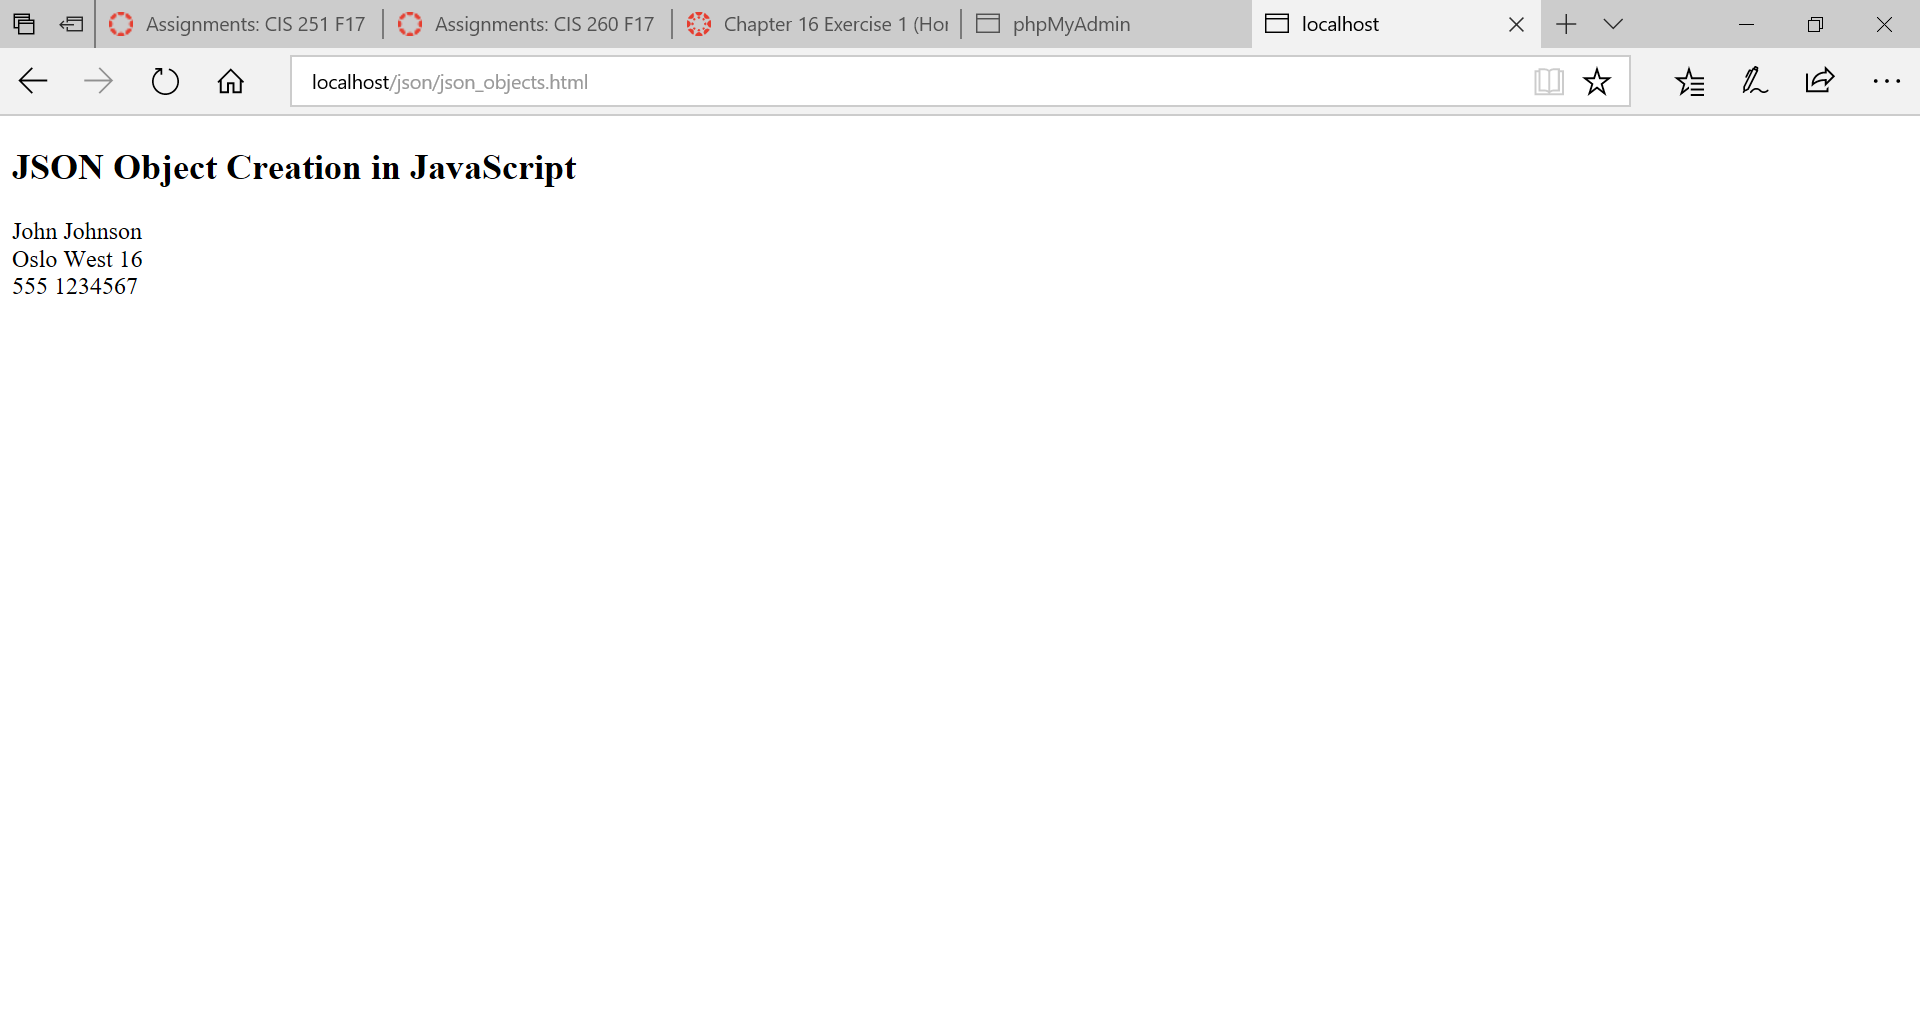 Assignments: CIS 251 F17
Assignments: CIS 260 F17
Chapter 16 Exercise 1 (Hor
phpMyAdmin
localhost
localhost/json/json_objects.html
JSON Object Creation in JavaScript
John Johnson
Oslo West 16
555 1234567